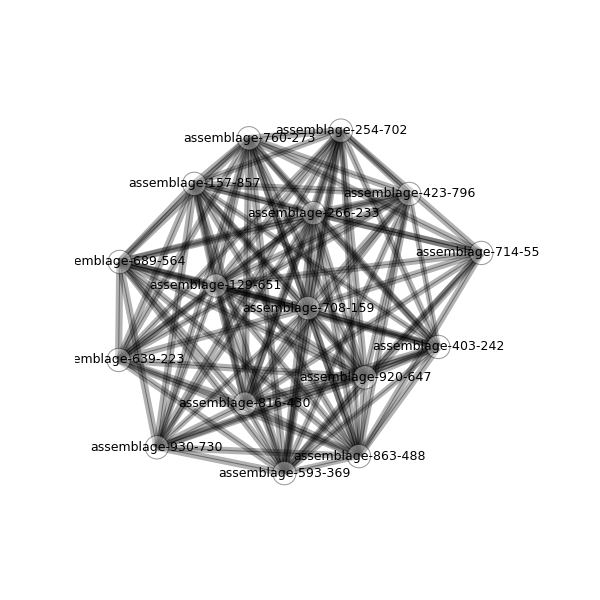 assemblage-254-702
assemblage-760-273
assemblage-157-857
assemblage-423-796
assemblage-266-233
assemblage-714-55
emblage-689-564
assemblage-129-651
assemblage-708-159
assemblage-403-242
emblage-639-223
assemblage-920-647
assemblage-816-430
assemblage-930-730
assemblage-863-488
assemblage-593-369